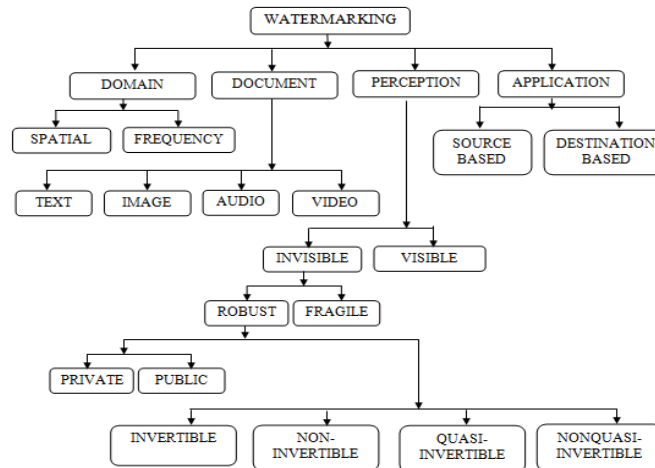 WATERMARKING
DOMAIN
DOCUMENT
PERCEPTION
APPLICATION
SPATIAL
FREQUENCY
SOURCE
BASED
DESTINATION
BASED
TEXT
IMAGE
AUDIO
VIDEO
INVISIBLE
VISIBLE
ROBUST
FRAGILE
PRIVATE
PUBLIC
INVERTIBLE
NON-
INVERTIBLE
QUASI-
INVERTIBLE
NONQUASI-
INVERTIBLE